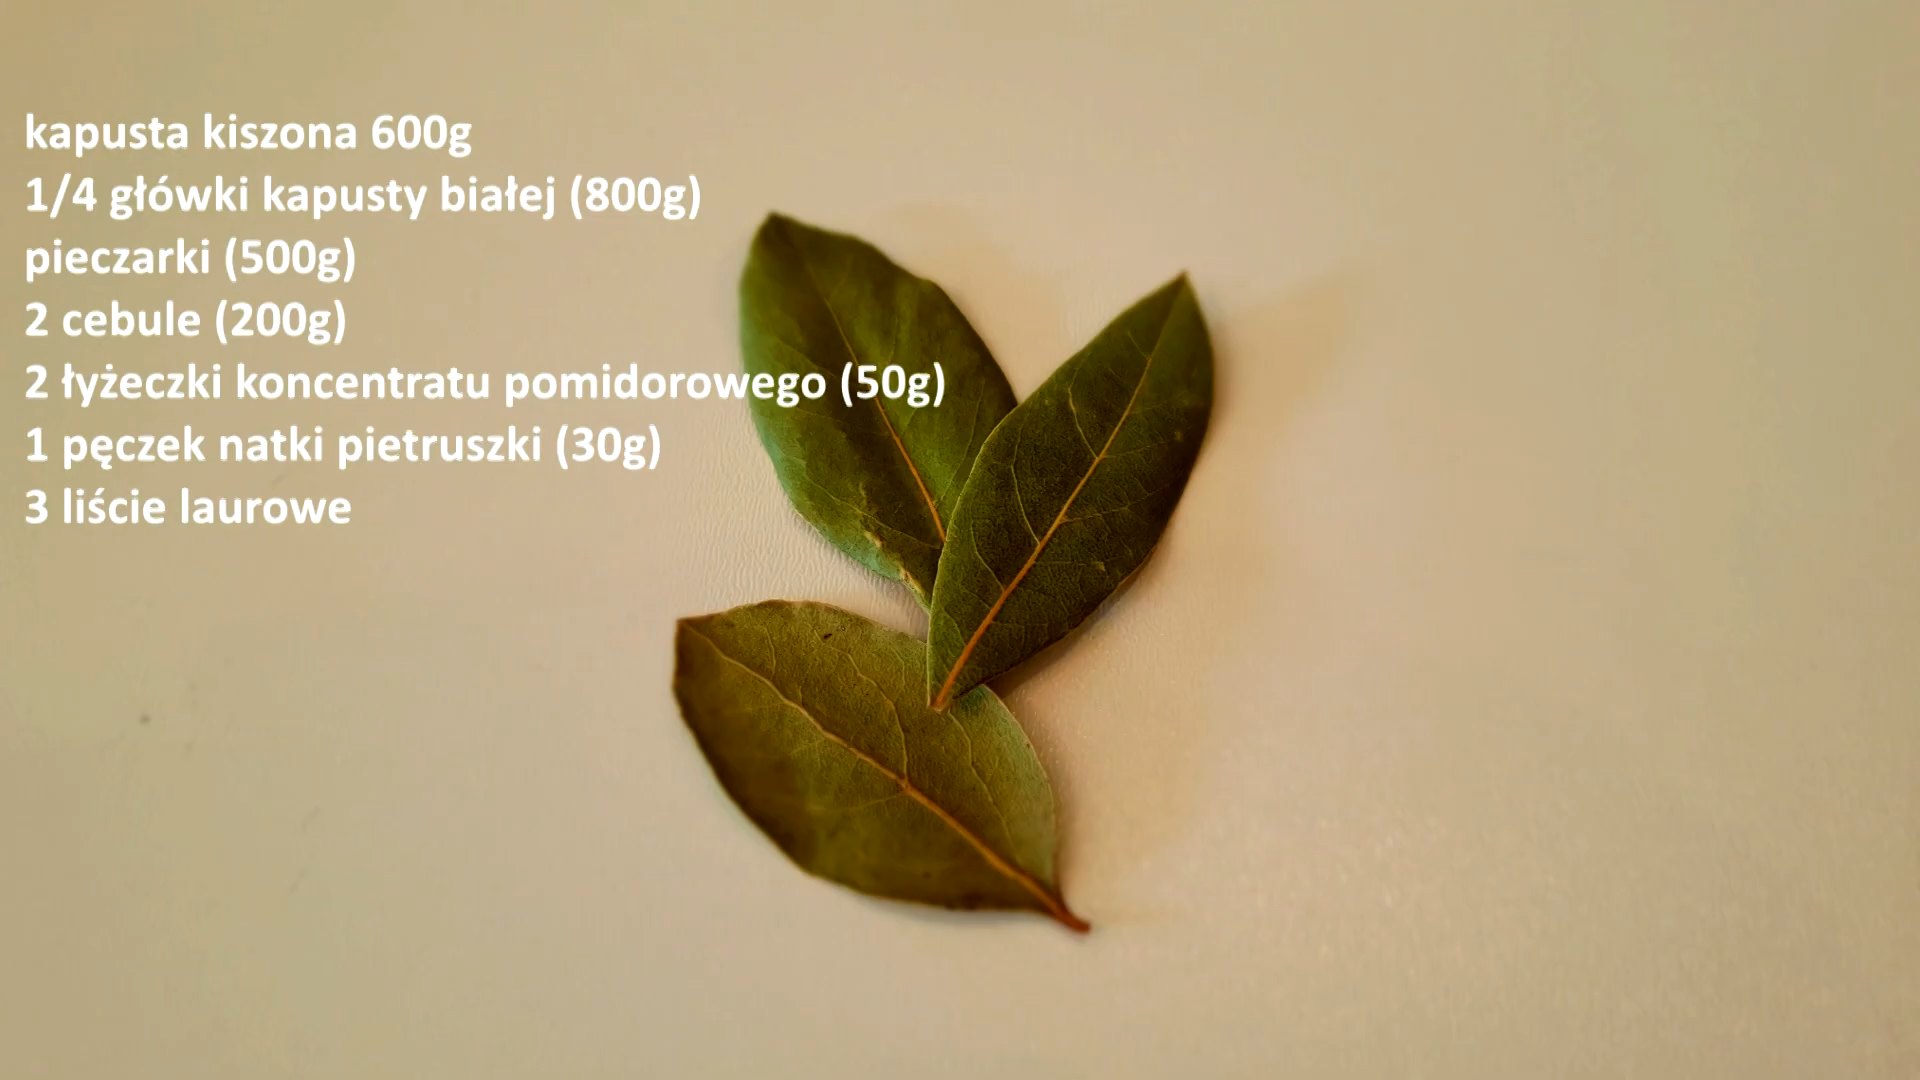 kapusta kiszona 600g
1/4 główki kapusty białej (800g)
pieczarki (500g)
2 cebule (200g)
2 łyżeczki koncentratu pomidorowego (50g)
1 pęczek natki pietruszki (30g)
3 liście laurowe